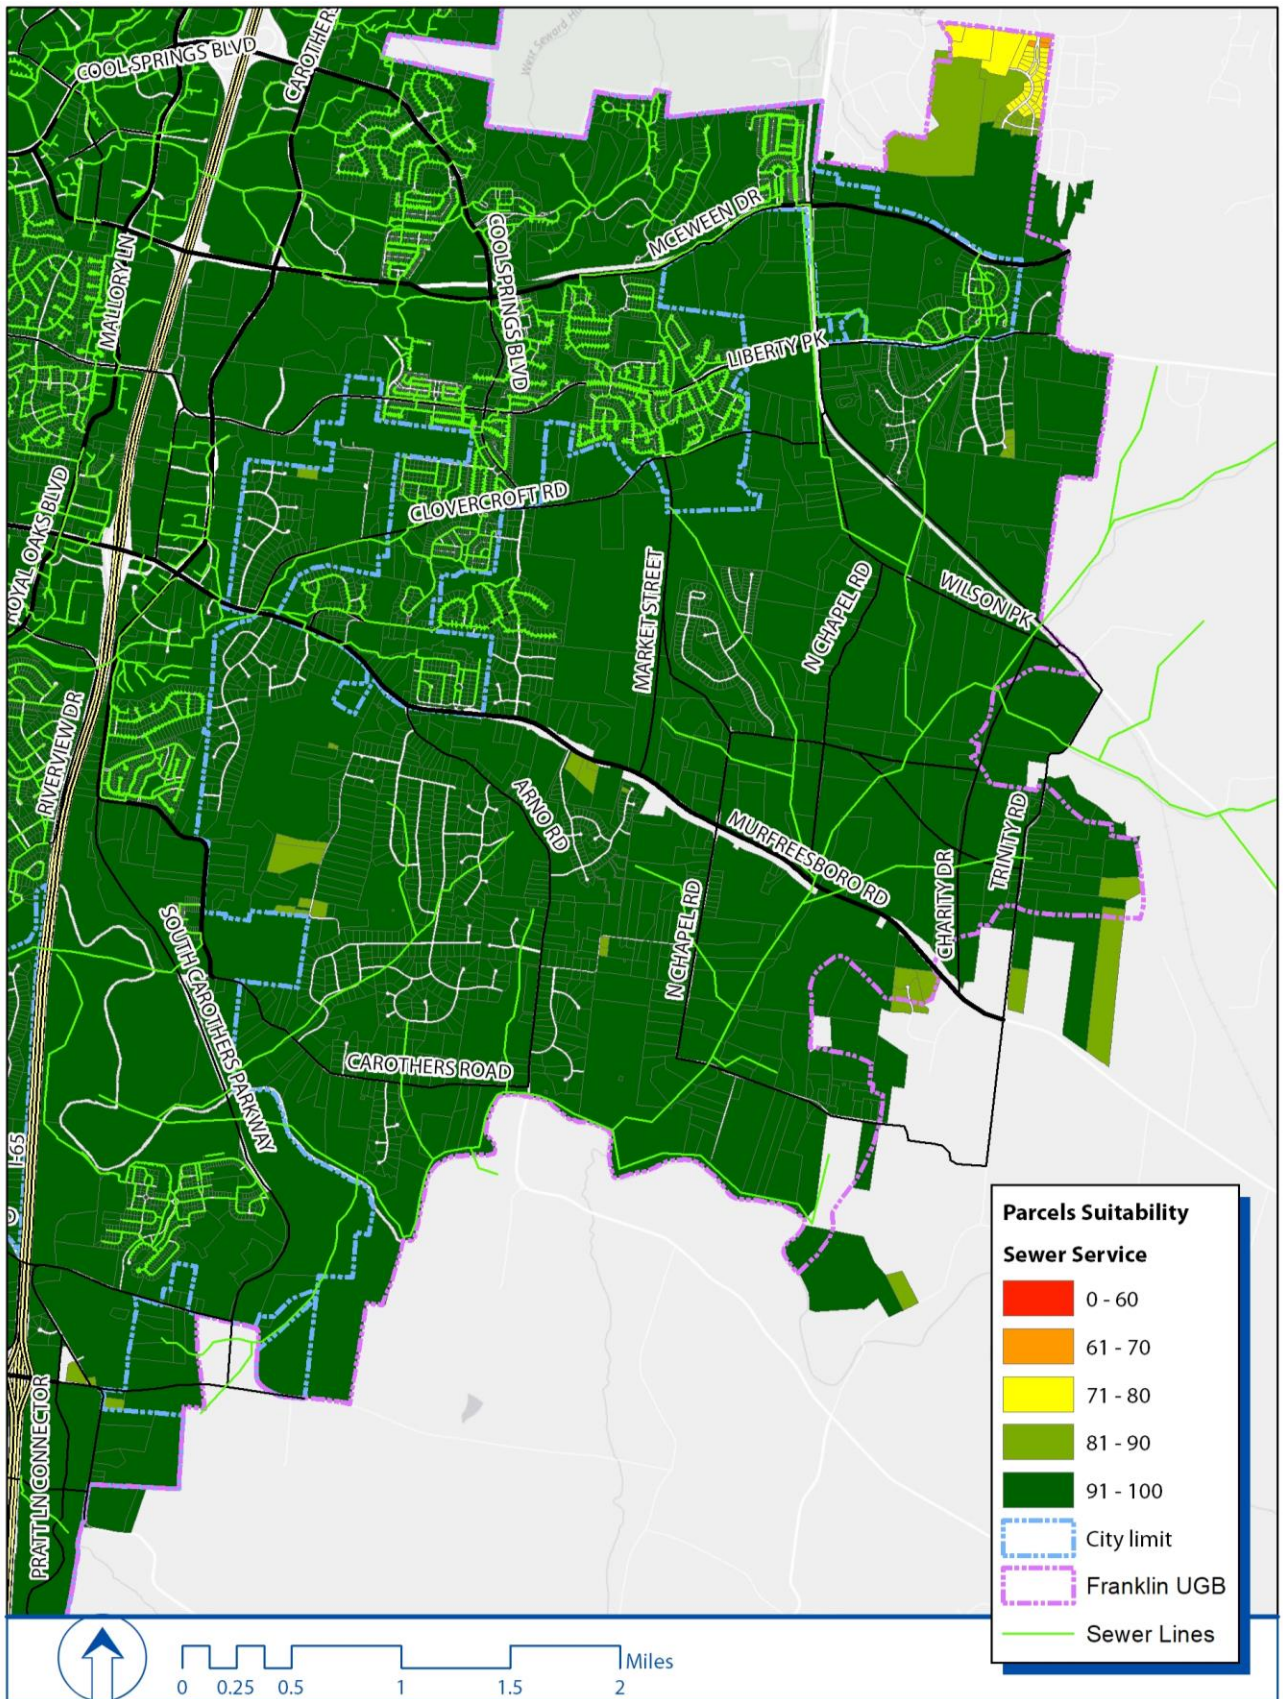 West Seward H
COOL SPRINGS BLVD
CAROTHERS
MALLORY LN
COOLSPRINGS BLVD
MCEWEEN DR
LIBERTY PK
ROYAL OAKS BLVD
CLOVERCROFT RD
MARKET STREET
N CHAPEL RD
WILSON PK
RIVERVIEW DR
ARNO RD
MURFREESBORO RD
CHARITY DR
TRINITY RD
N CHAPEL RD
SOUTH CAROTHERS PARKWAY
CAROTHERS ROAD
I-65
PRATT LN CONNECTOR
Parcels Suitability
Sewer Service
0 - 60
61 - 70
71 - 80
81 - 90
91 - 100
City limit
Franklin UGB
Sewer Lines
Miles
0 0.25 0.5 1 1.5 2